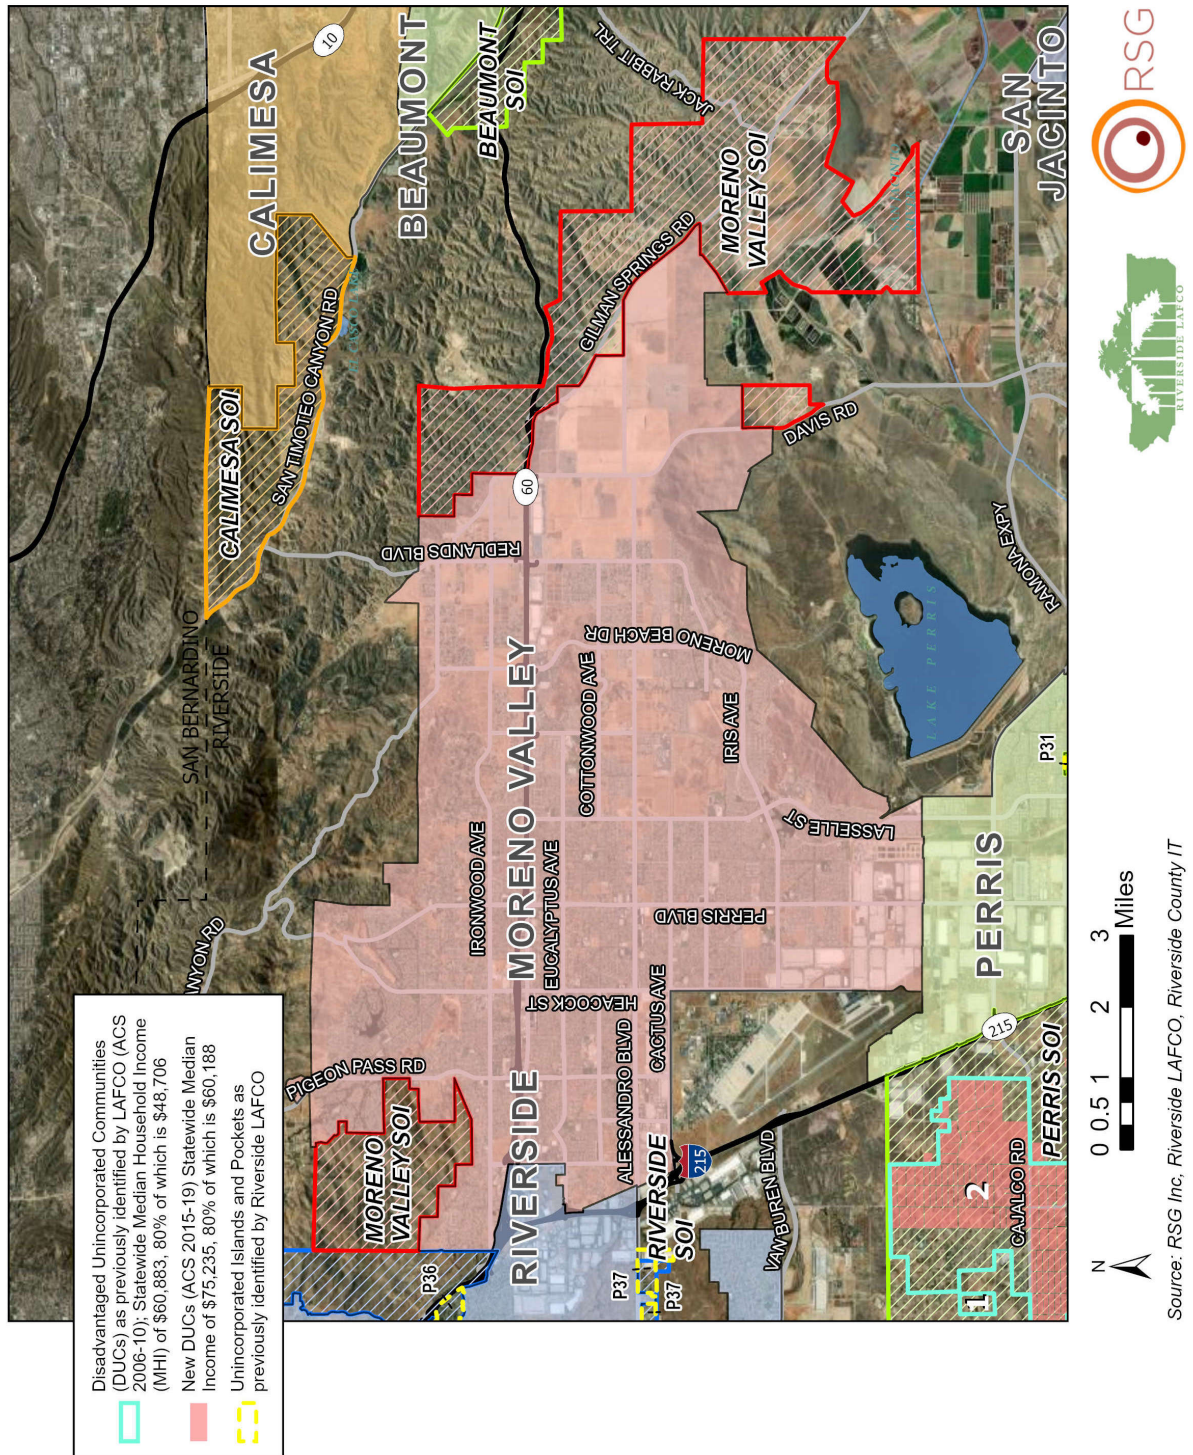 Disadvantaged Unincorporated Communities
(DUCs) as previously identified by LAFCO (ACS
2006-10); Statewide Median Household Income
(MHI) of $60,883, 80% of which is $48,706
New DUCs (ACS 2015-19) Statewide Median
Income of $75,235, 80% of which is $60,188
Unincorporated Islands and Pockets as
previously identified by Riverside LAFCO
SAN BERNARDINO
RIVERSIDE
CALIMESA
10
CALIMESA SOI
SAN TIMOTEO CANYON RD
BEAUMONT
BEAUMONT
SOI
ANYON RD
PIGEON PASS RD
REDLANDS BLVD
JACK RABBIT TRL
MORENO
VALLEY SOI
P36
IRONWOOD AVE
RIVERSIDE
MORENO VALLEY
60
EUCALYPTUS AVE
HEACOCK ST
COTTONWOOD AVE
MORENO BEACH DR
GILMAN SPRINGS RD
MORENO
VALLEY SOI
ALESSANDRO BLVD
CACTUS AVE
PERRIS BLVD
IRIS AVE
P37
P37
RIVERSIDE
SOI
215
VAN BUREN BLVD
LASSELLE ST
DAVIS RD
LAKE PERRIS
PERRIS
215
PERRIS SOI
CAJALCO RD
1
2
P31
RAMONA EXPY
SAN
JACINTO
N
0 0.5 1 2 3
Miles
RIVERSIDE LAFCO
RSG
Source: RSG Inc, Riverside LAFCO, Riverside County IT